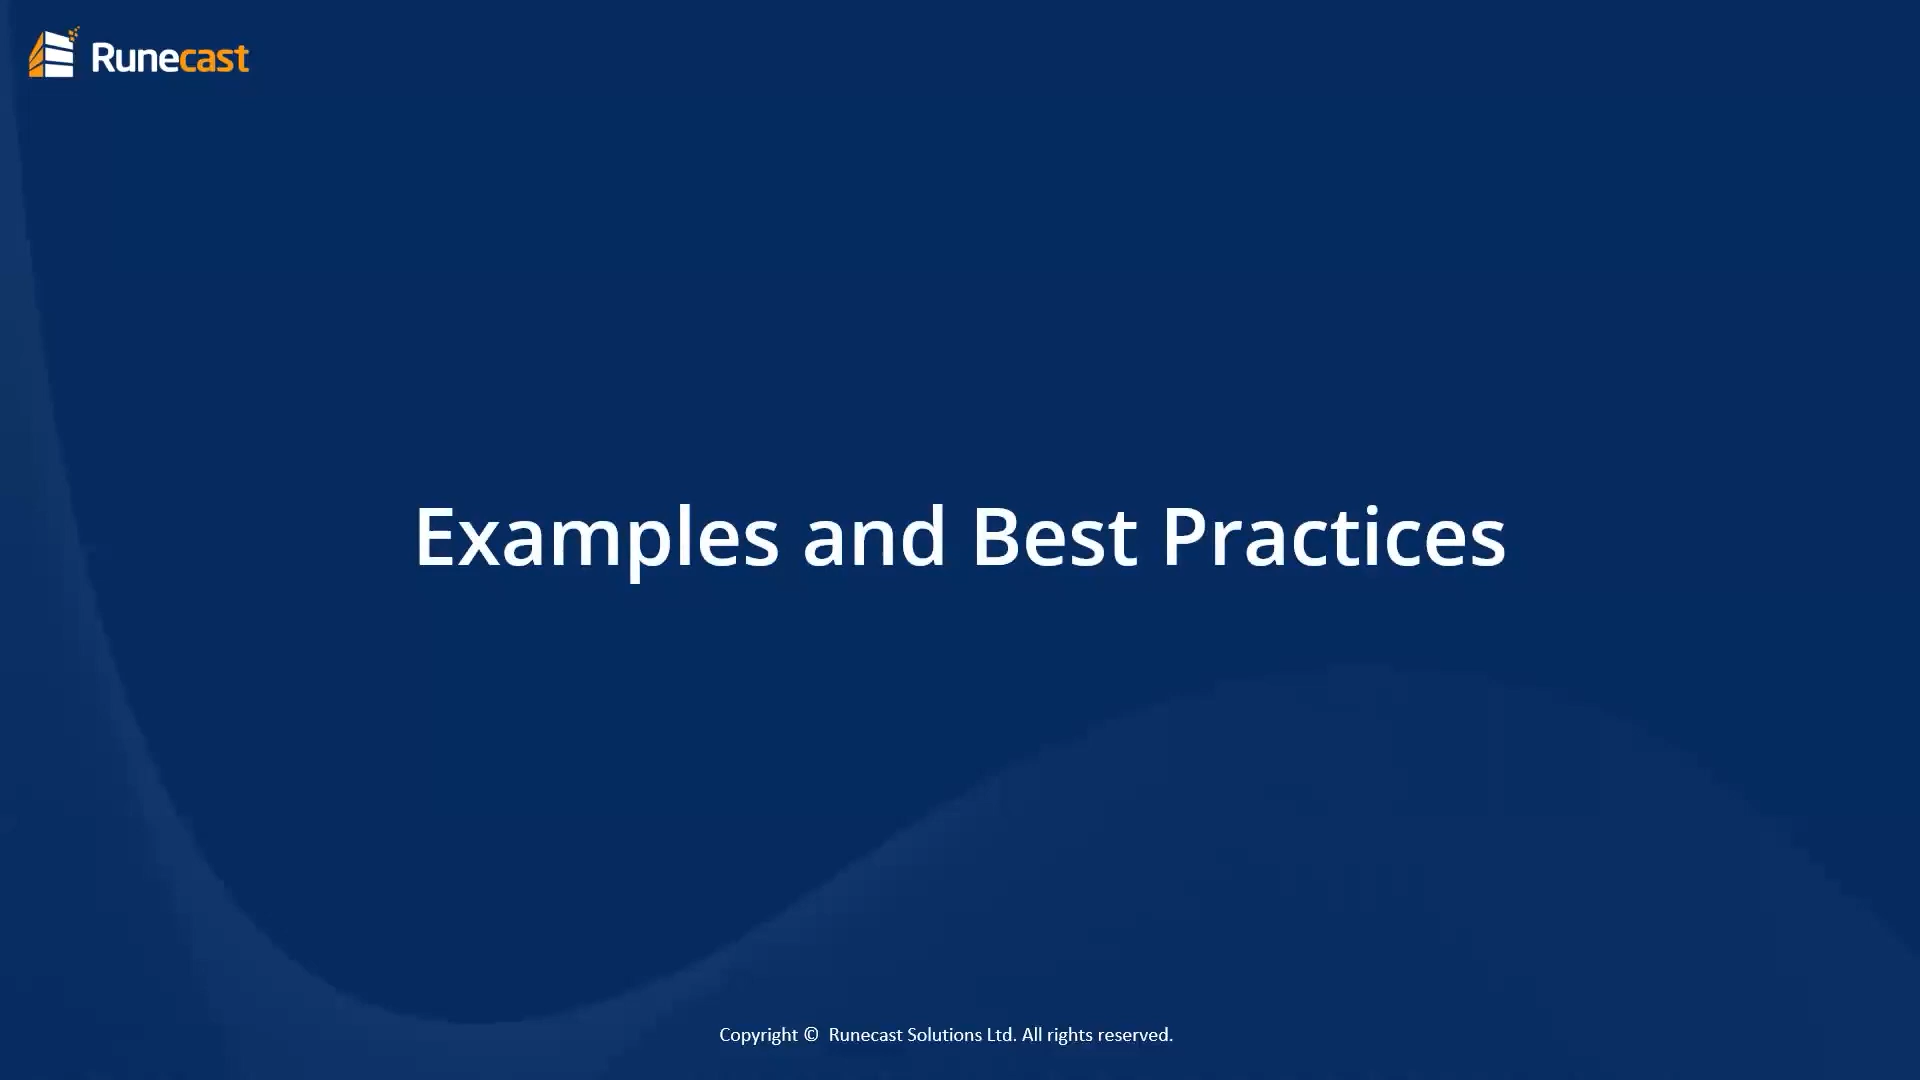 Runecast
Examples and Best Practices
Copyright © Runecast Solutions Ltd. All rights reserved.